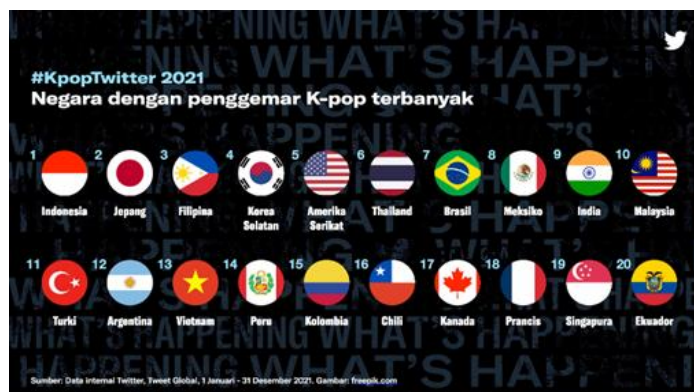 #KpopTwitter 2021
Negara dengan penggemar K-pop terbanyak
1 2 3 4 5 6 7 8 9 10
Indonesia Jepang Filipina Korea Selatan Amerika Serikat Thailand Brasil Meksiko India Malaysia
11 12 13 14 15 16 17 18 19 20
Turki Argentina Vietnam Peru Kolombia Chili Kanada Prancis Singapura Ekuador
Sumber: Data internal Twitter, Tweet Global, 1 Januari - 31 Desember 2021. Gambar: freepik.com